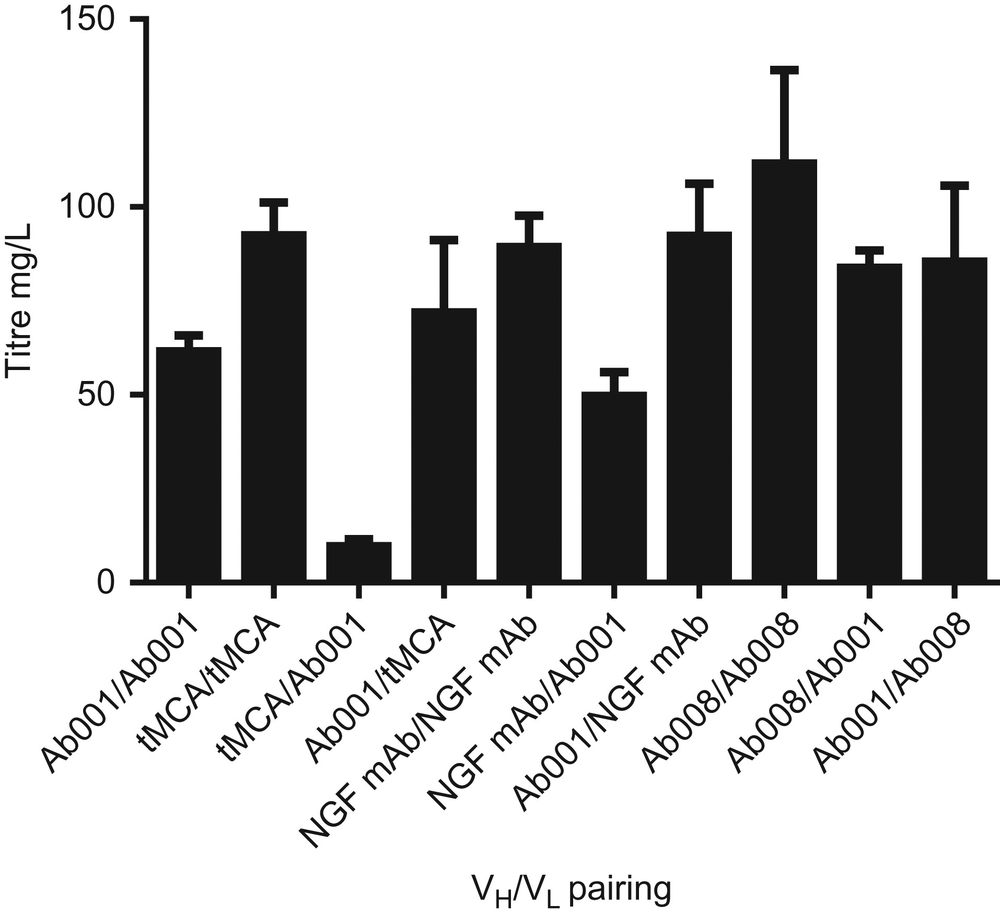 150
100
50
0
Titre mg/L
Ab001/Ab001
tMCA/tMCA
tMCA/Ab001
Ab001/tMCA
NGF mAb/NGF mAb
NGF mAb/Ab001
Ab001/NGF mAb
Ab008/Ab008
Ab008/Ab001
Ab001/Ab008
VH/VL pairing